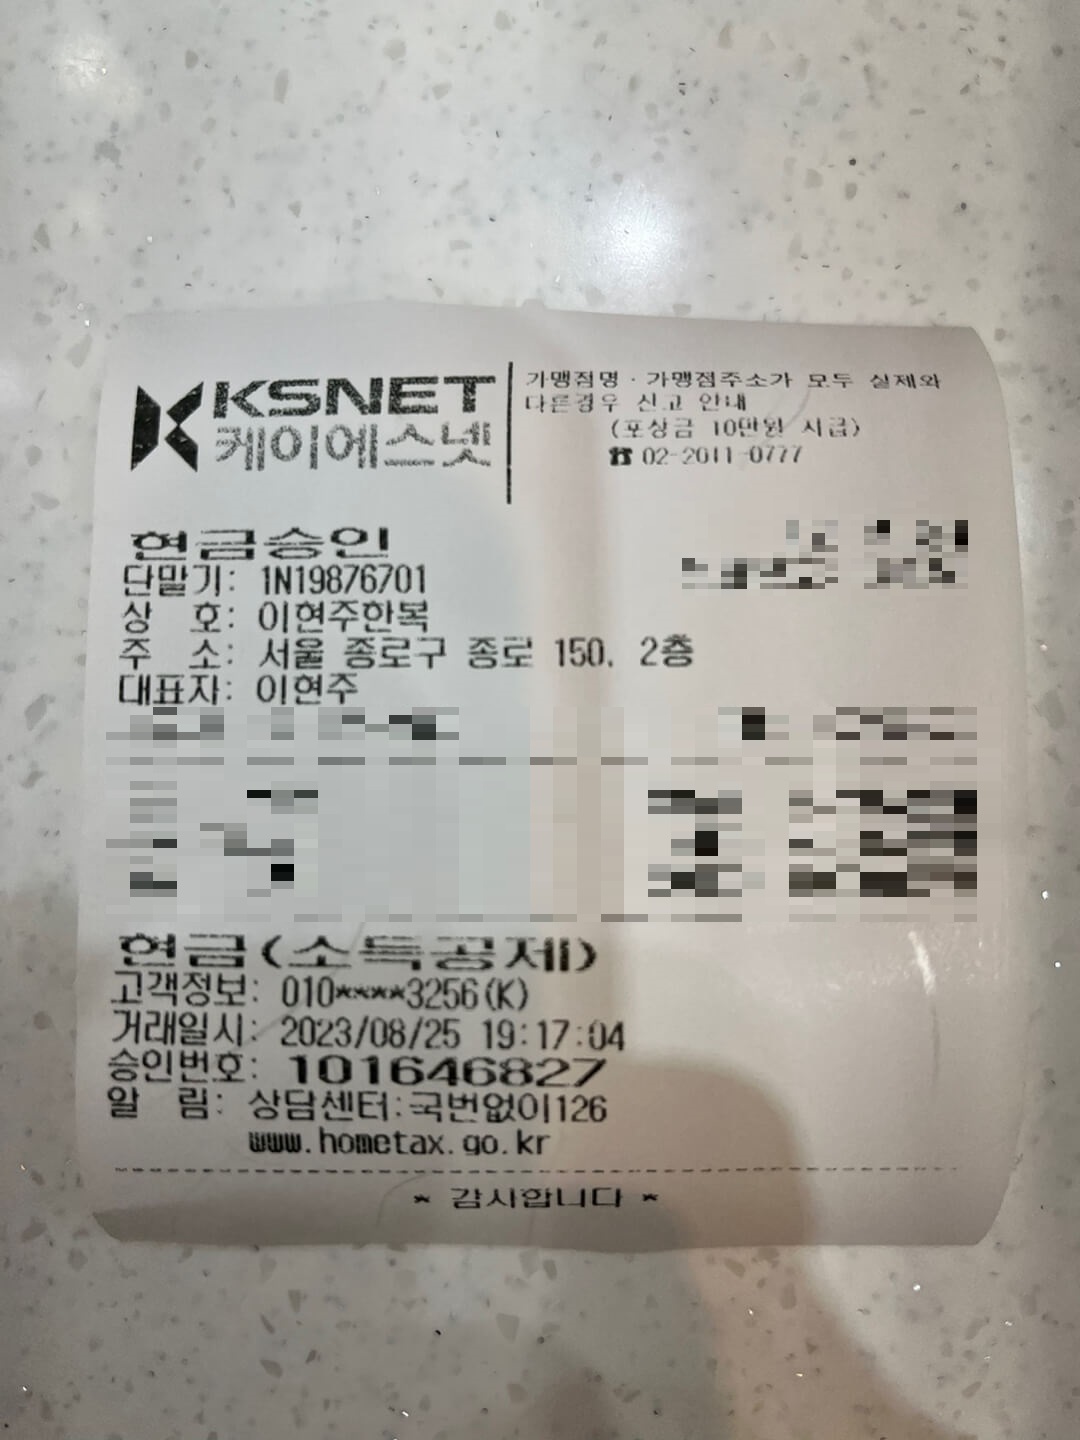 KSNET
케이에스넷
가맹점명·가맹점주소가 모두 실제와
다른경우 신고 안내
(포상금 10만원 지급)
☎ 02-2011-0777
현금승인
단말기: 1N19876701
상 호: 이현주한복
주 소: 서울 종로구 종로 150, 2층
대표자: 이현주
현금(소득공제)
고객정보: 010****3256(K)
거래일시: 2023/08/25 19:17:04
승인번호: 101646827
알 림: 상담센터:국번없이126
www.hometax.go.kr
* 감사합니다 *